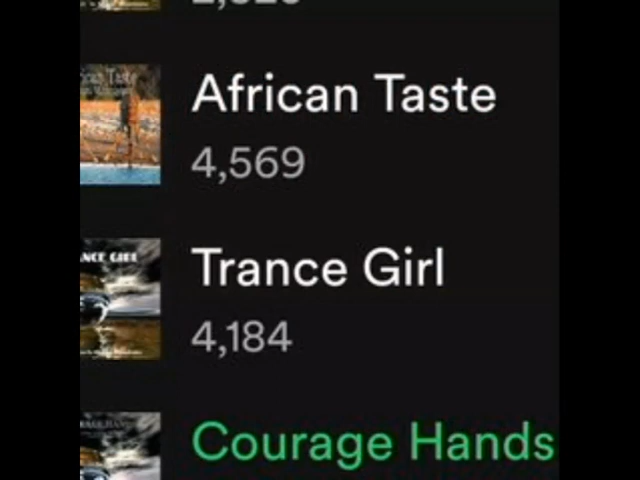 African Taste
4,569
Trance Girl
4,184
Courage Hands